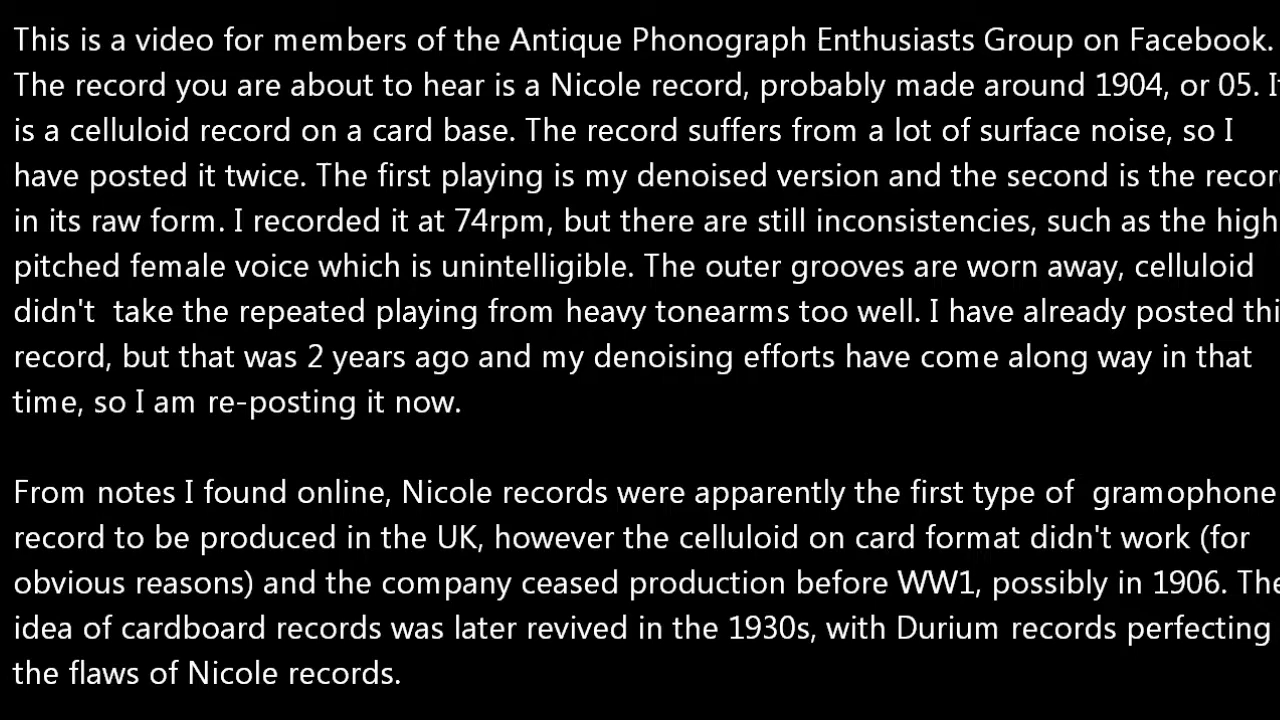 This is a video for members of the Antique Phonograph Enthusiasts Group on Facebook.
The record you are about to hear is a Nicole record, probably made around 1904, or 05. I
is a celluloid record on a card base. The record suffers from a lot of surface noise, so I
have posted it twice. The first playing is my denoised version and the second is the recor
in its raw form. I recorded it at 74rpm, but there are still inconsistencies, such as the high
pitched female voice which is unintelligible. The outer grooves are worn away, celluloid
didn't  take the repeated playing from heavy tonearms too well. I have already posted thi
record, but that was 2 years ago and my denoising efforts have come along way in that
time, so I am re-posting it now.

From notes I found online, Nicole records were apparently the first type of  gramophone
record to be produced in the UK, however the celluloid on card format didn't work (for
obvious reasons) and the company ceased production before WW1, possibly in 1906. The
idea of cardboard records was later revived in the 1930s, with Durium records perfecting
the flaws of Nicole records.